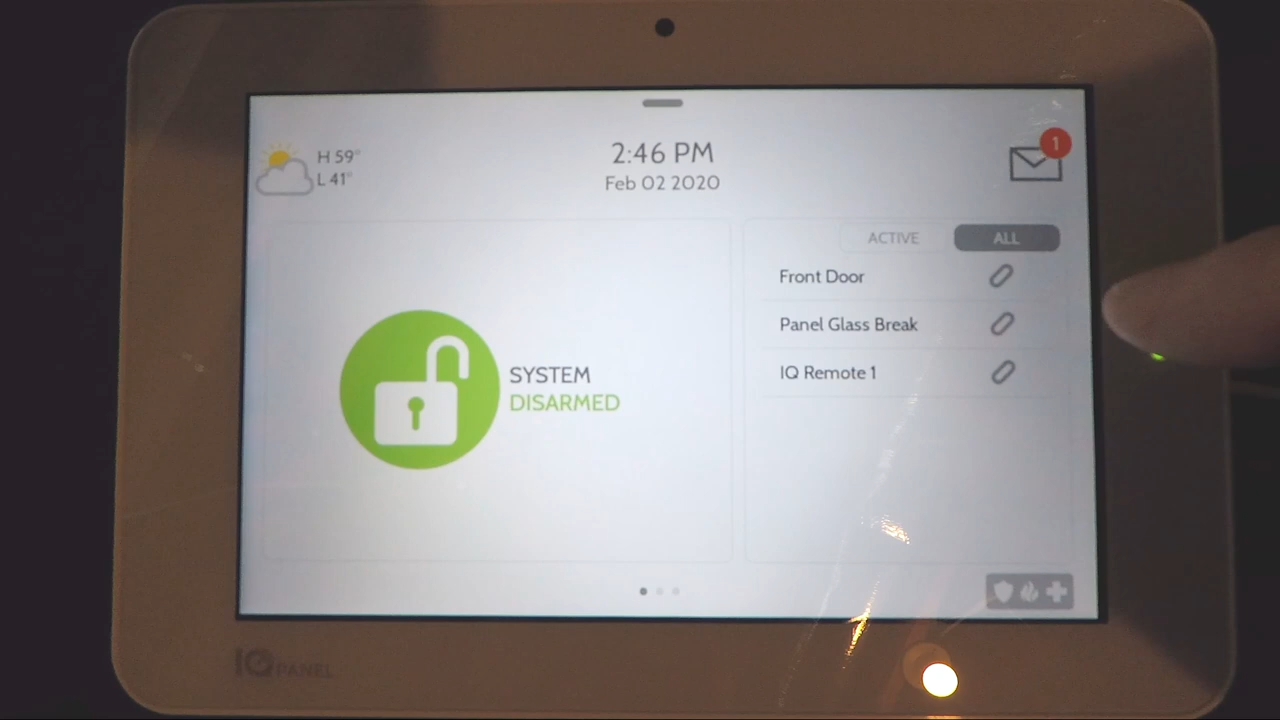 H 59°
L 41°
2:46 PM
Feb 02 2020
1
ACTIVE ALL
Front Door
Panel Glass Break
IQ Remote 1
SYSTEM
DISARMED
IQ PANEL